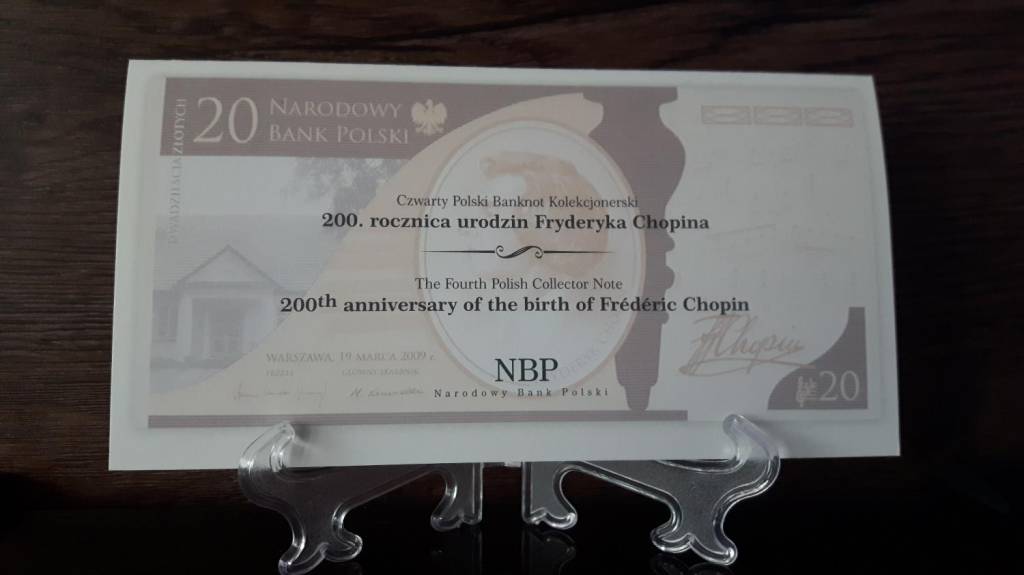 DWADZIEŚCIA ZŁOTYCH
20
NARODOWY
BANK POLSKI
Czwarty Polski Banknot Kolekcjonerski
200. rocznica urodzin Fryderyka Chopina
The Fourth Polish Collector Note
200th anniversary of the birth of Frédéric Chopin
WARSZAWA, 19 MARCA 2009 r.
PREZES
GŁÓWNY SKARBNIK
NBP
Narodowy Bank Polski
FChopin
20